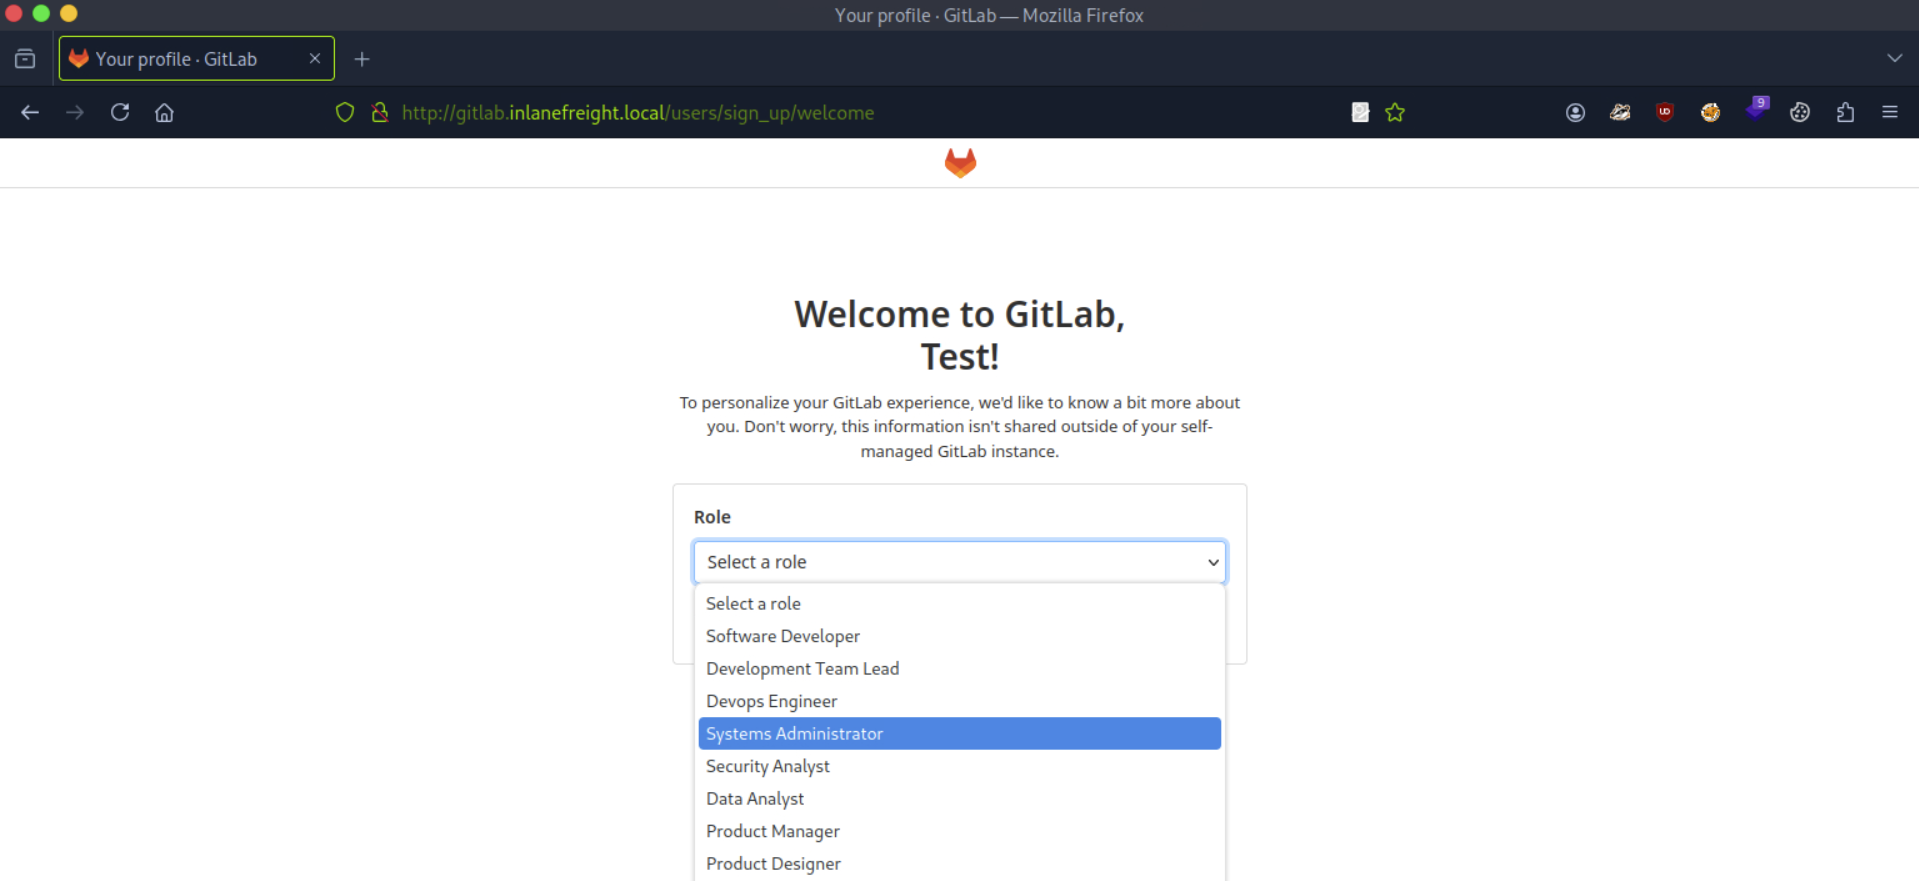 Your profile · GitLab — Mozilla Firefox
Your profile · GitLab
http://gitlab.inlanefreight.local/users/sign_up/welcome
9
Welcome to GitLab,
Test!
To personalize your GitLab experience, we'd like to know a bit more about
you. Don't worry, this information isn't shared outside of your self-
managed GitLab instance.
Role
Select a role
Select a role
Software Developer
Development Team Lead
Devops Engineer
Systems Administrator
Security Analyst
Data Analyst
Product Manager
Product Designer